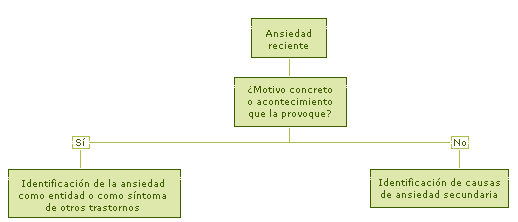 Ansiedad
reciente
¿Motivo concreto
o acontecimiento
que la provoque?
Sí
No
Identificación de la ansiedad
como entidad o como síntoma
de otros trastornos
Identificación de causas
de ansiedad secundaria